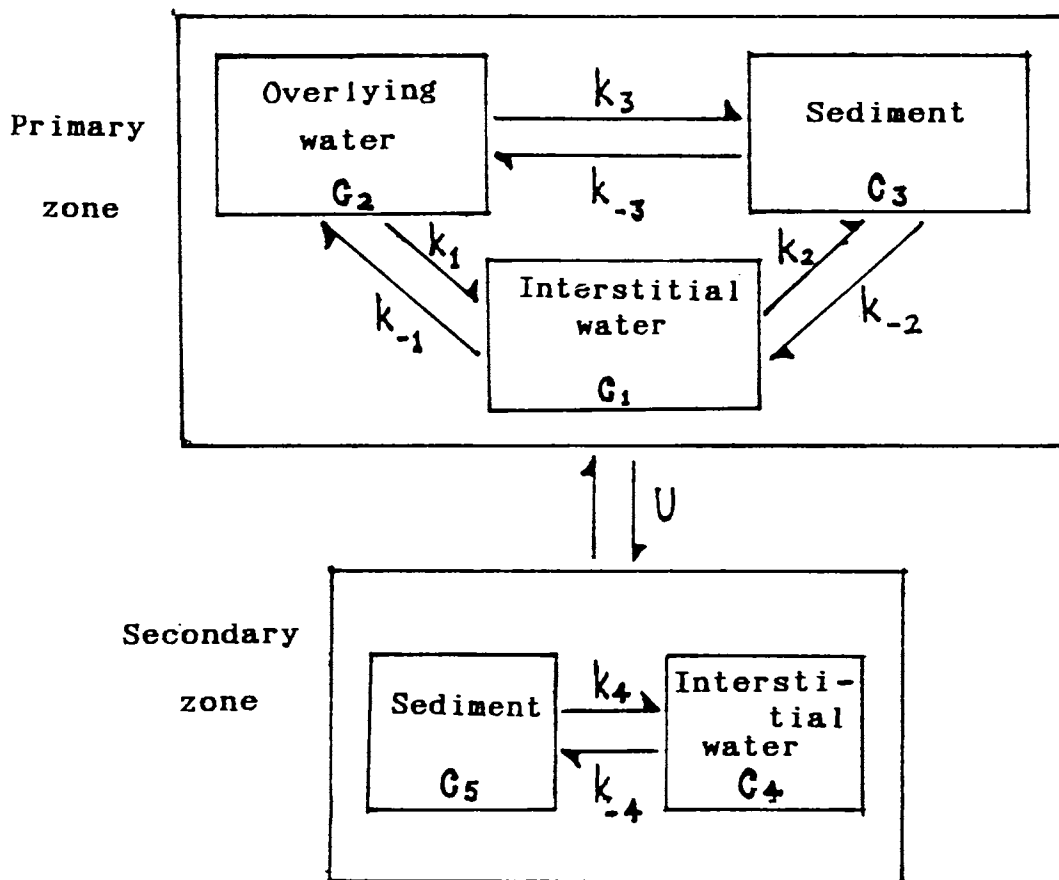 Primary
zone
Overlying
water
C2
k3
k-3
Sediment
C3
k1
k-1
k2
k-2
Interstitial
water
C1
U
Secondary
zone
Sediment
C5
k4
k-4
Intersti-
tial
water
C4